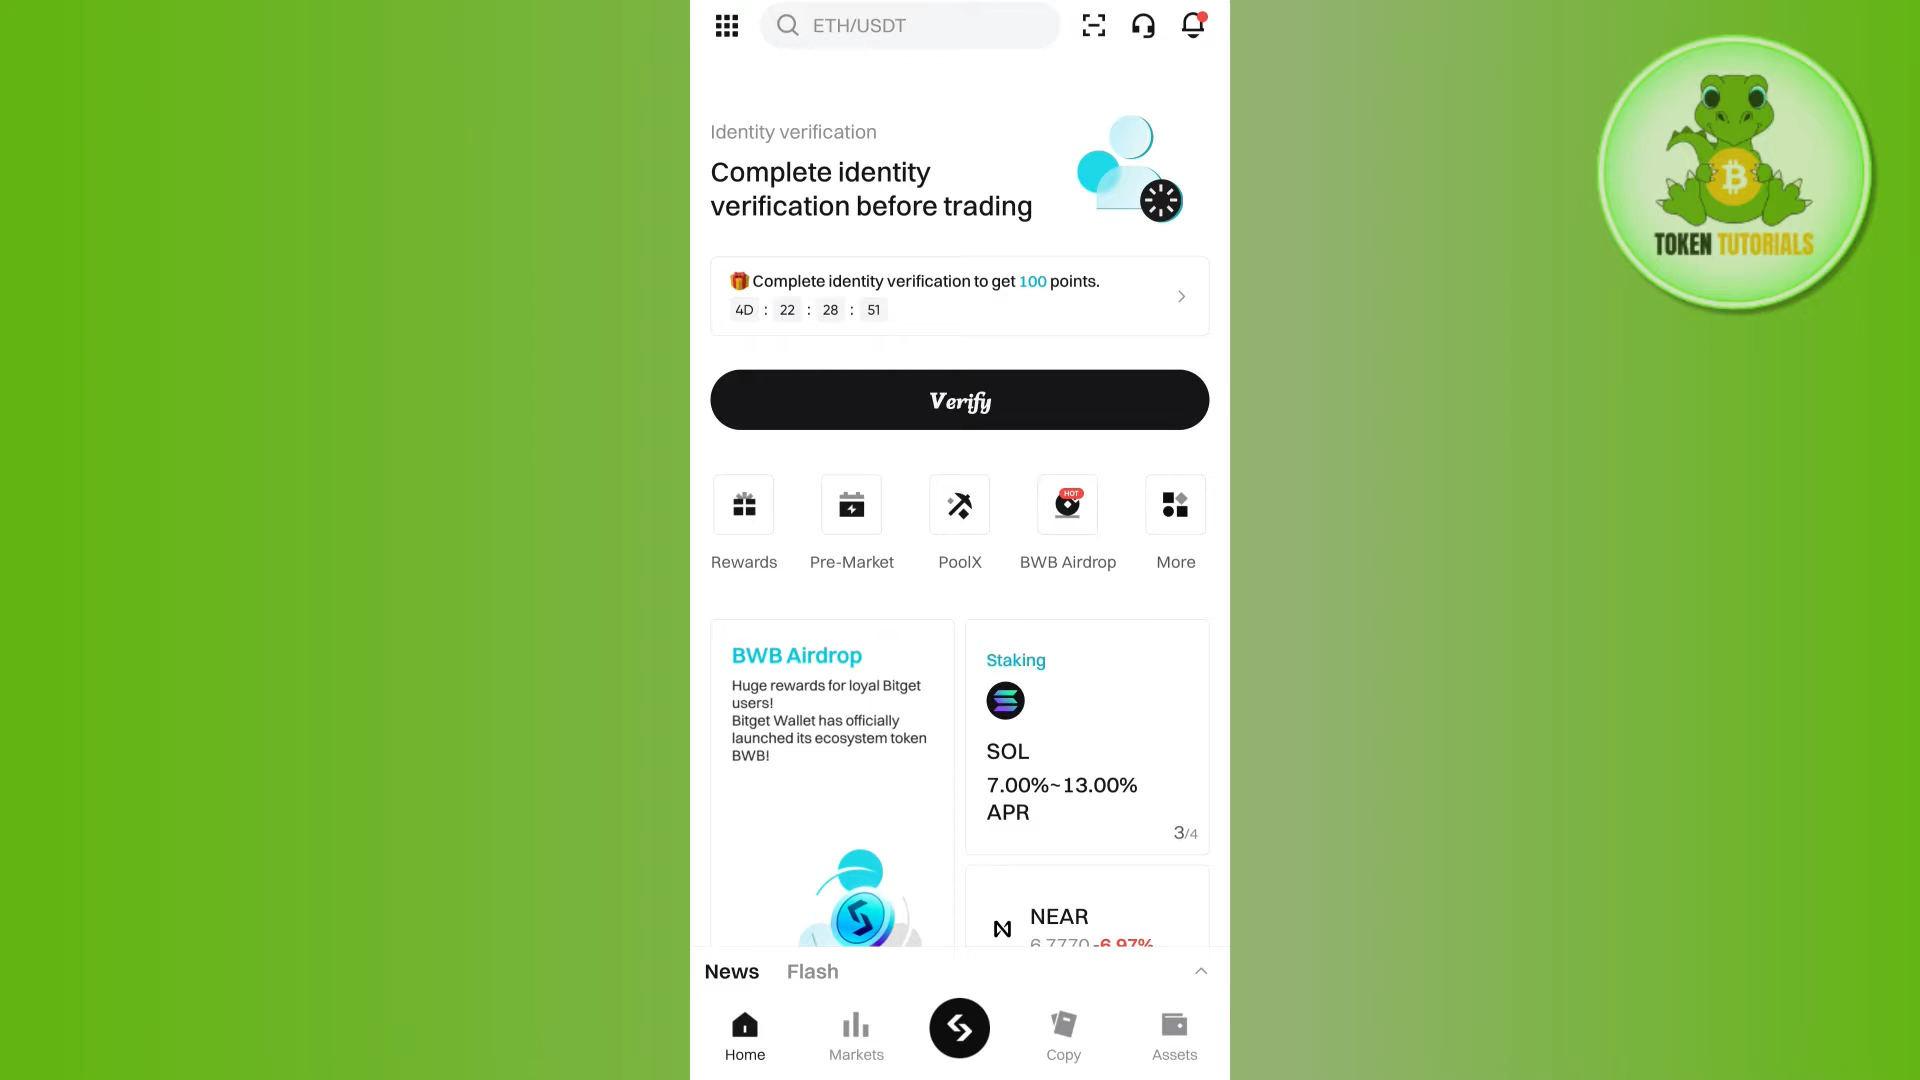 ETH/USDT
Identity verification
Complete identity
verification before trading
Complete identity verification to get 100 points.
4D : 22 : 28 : 51
Verify
HOT
Rewards Pre-Market PoolX BWB Airdrop More
BWB Airdrop
Huge rewards for loyal Bitget
users!
Bitget Wallet has officially
launched its ecosystem token
BWB!
Staking
SOL
7.00%~13.00%
APR
3/4
NEAR
6.7770 -6.97%
News Flash
Home Markets Copy Assets
TOKEN TUTORIALS